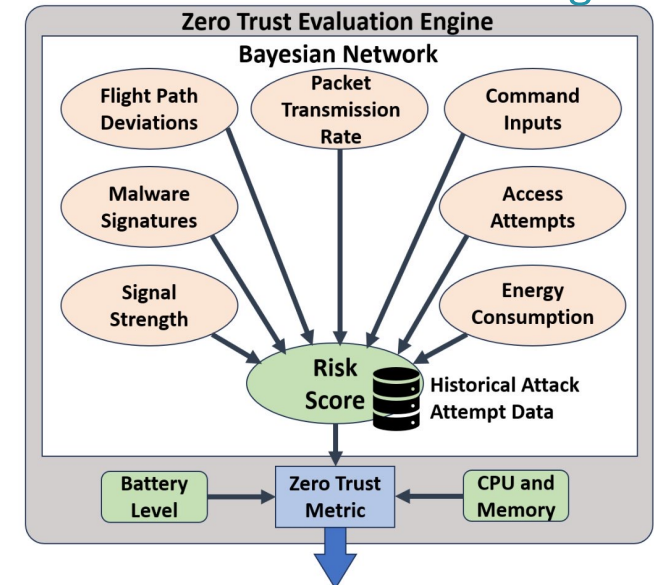 Zero Trust Evaluation Engine
Bayesian Network
Flight Path
Deviations
Packet
Transmission
Rate
Command
Inputs
Malware
Signatures
Access
Attempts
Signal
Strength
Energy
Consumption
Risk
Score
Historical Attack
Attempt Data
Battery
Level
Zero Trust
Metric
CPU and
Memory